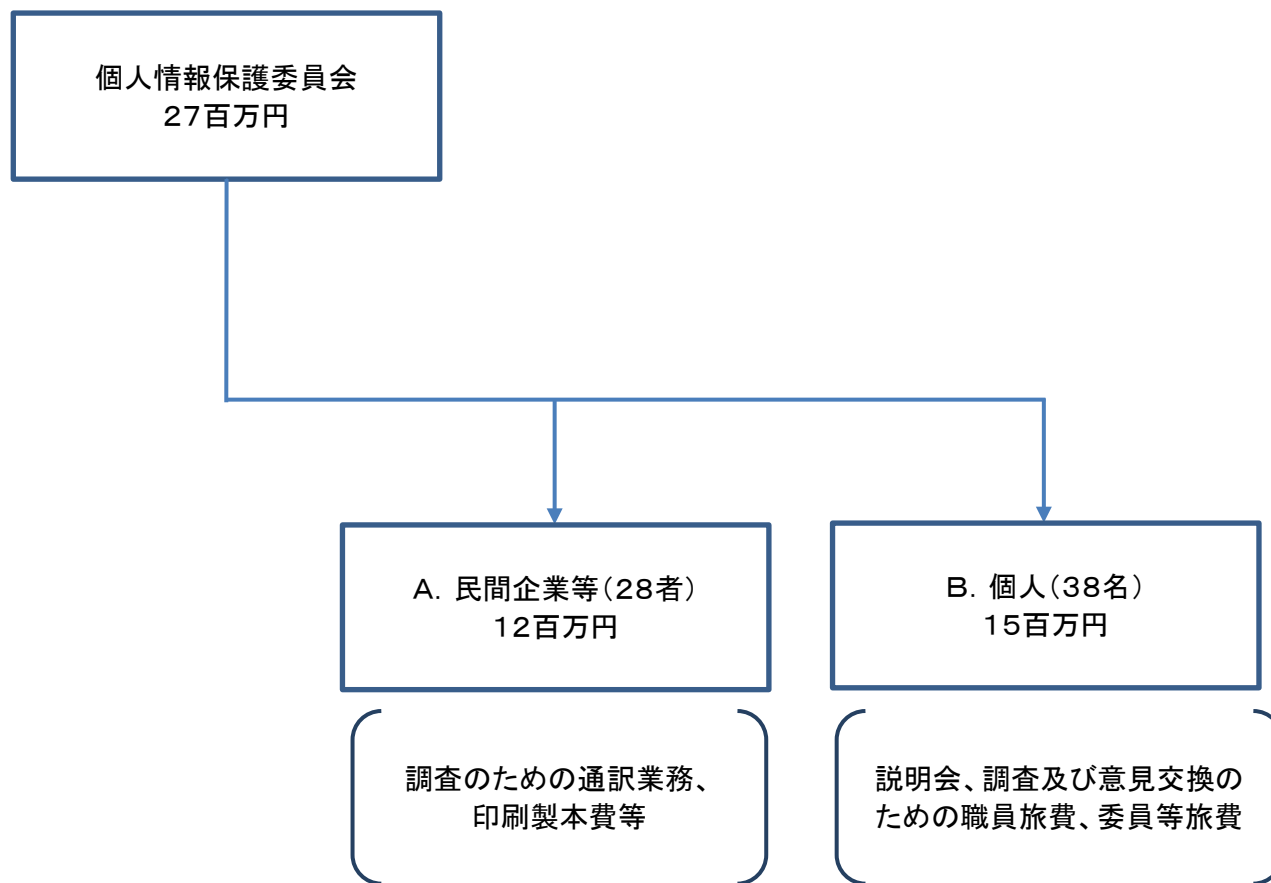 個人情報保護委員会
27百万円
A．民間企業等（28者）
12百万円
B．個人（38名）
15百万円
調査のための通訳業務、
印刷製本費等
説明会、調査及び意見交換の
ための職員旅費、委員等旅費